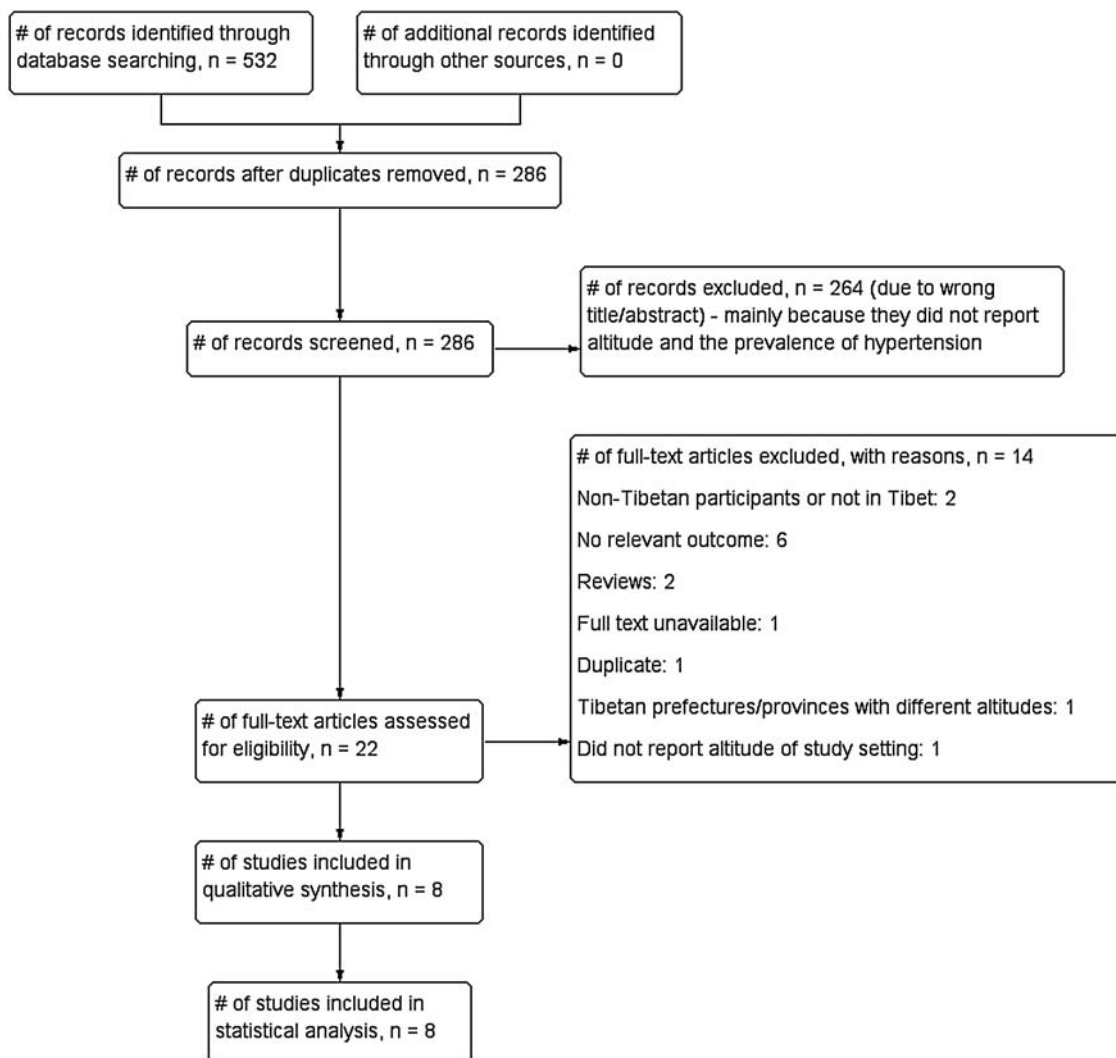 # of records identified through
database searching, n = 532
# of additional records identified
through other sources, n = 0
# of records after duplicates removed, n = 286
# of records screened, n = 286
# of records excluded, n = 264 (due to wrong
title/abstract) - mainly because they did not report
altitude and the prevalence of hypertension
# of full-text articles excluded, with reasons, n = 14
Non-Tibetan participants or not in Tibet: 2
No relevant outcome: 6
Reviews: 2
Full text unavailable: 1
Duplicate: 1
Tibetan prefectures/provinces with different altitudes: 1
Did not report altitude of study setting: 1
# of full-text articles assessed
for eligibility, n = 22
# of studies included in
qualitative synthesis, n = 8
# of studies included in
statistical analysis, n = 8